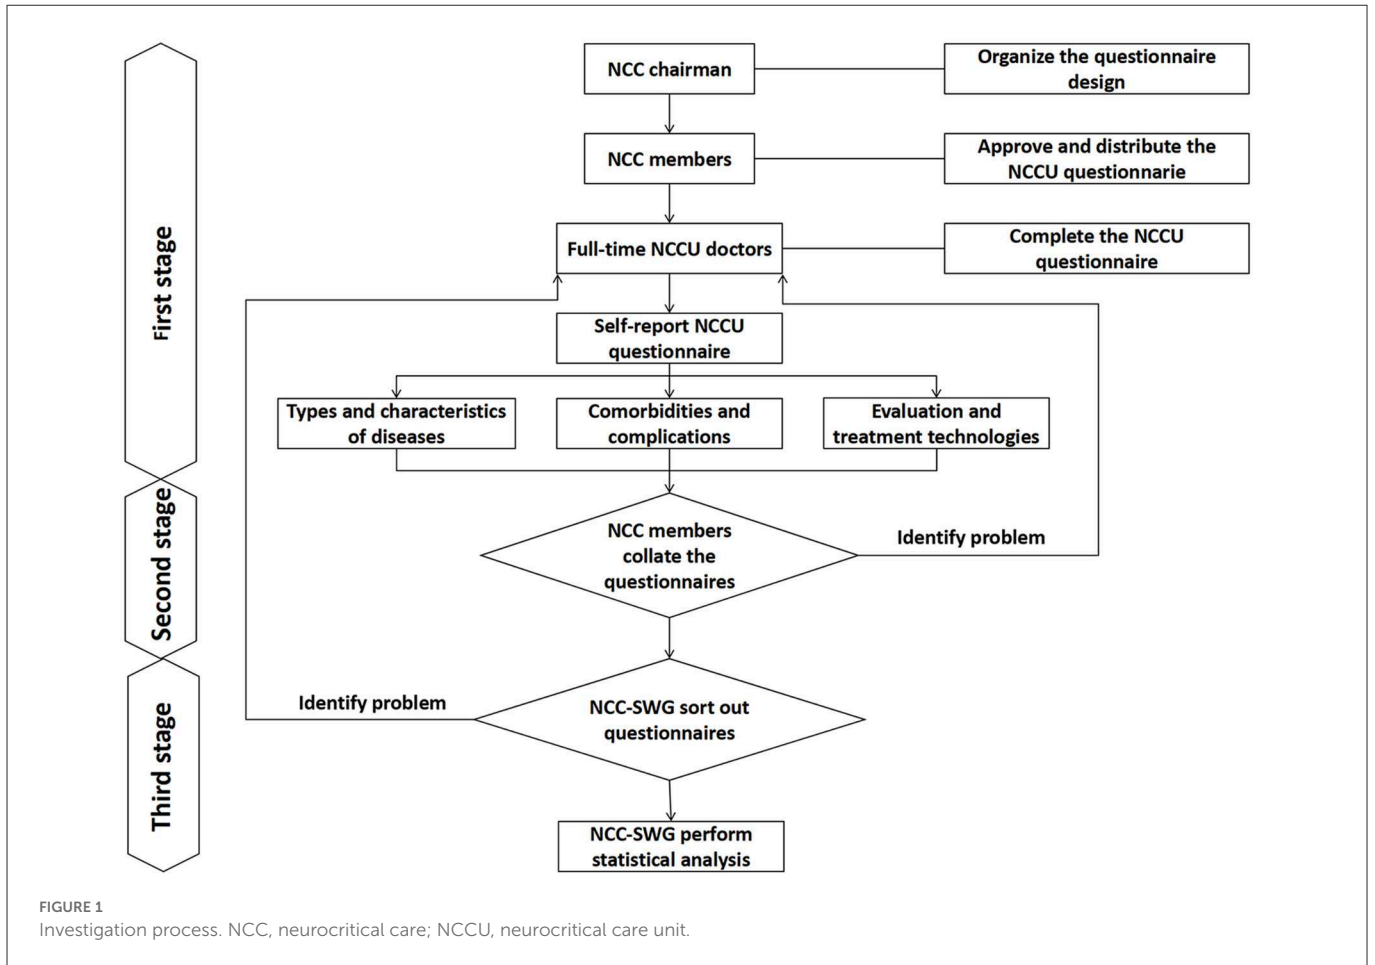 First stage
NCC chairman
Organize the questionnaire
design
NCC members
Approve and distribute the
NCCU questionnarie
Full-time NCCU doctors
Complete the NCCU
questionnaire
Self-report NCCU
questionnaire
Types and characteristics
of diseases
Comorbidities and
complications
Evaluation and
treatment technologies
Second stage
NCC members
collate the
questionnaires
Identify problem
Third stage
Identify problem
NCC-SWG sort out
questionnaires
NCC-SWG perform
statistical analysis
FIGURE 1
Investigation process. NCC, neurocritical care; NCCU, neurocritical care unit.